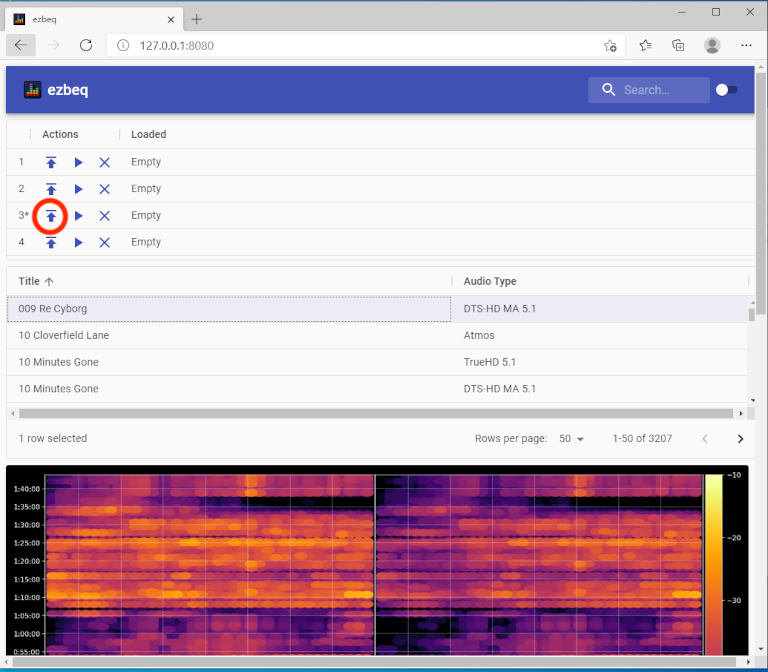 ezbeq
127.0.0.1:8080
ezbeq
Search...
Actions Loaded
1 Empty
2 Empty
3* Empty
4 Empty
Title Audio Type
009 Re Cyborg DTS-HD MA 5.1
10 Cloverfield Lane Atmos
10 Minutes Gone TrueHD 5.1
10 Minutes Gone DTS-HD MA 5.1
1 row selected Rows per page: 50 1-50 of 3207
1:40:00
1:35:00
1:30:00
1:25:00
1:20:00
1:15:00
1:10:00
1:05:00
1:00:00
0:55:00
−10
−20
−30